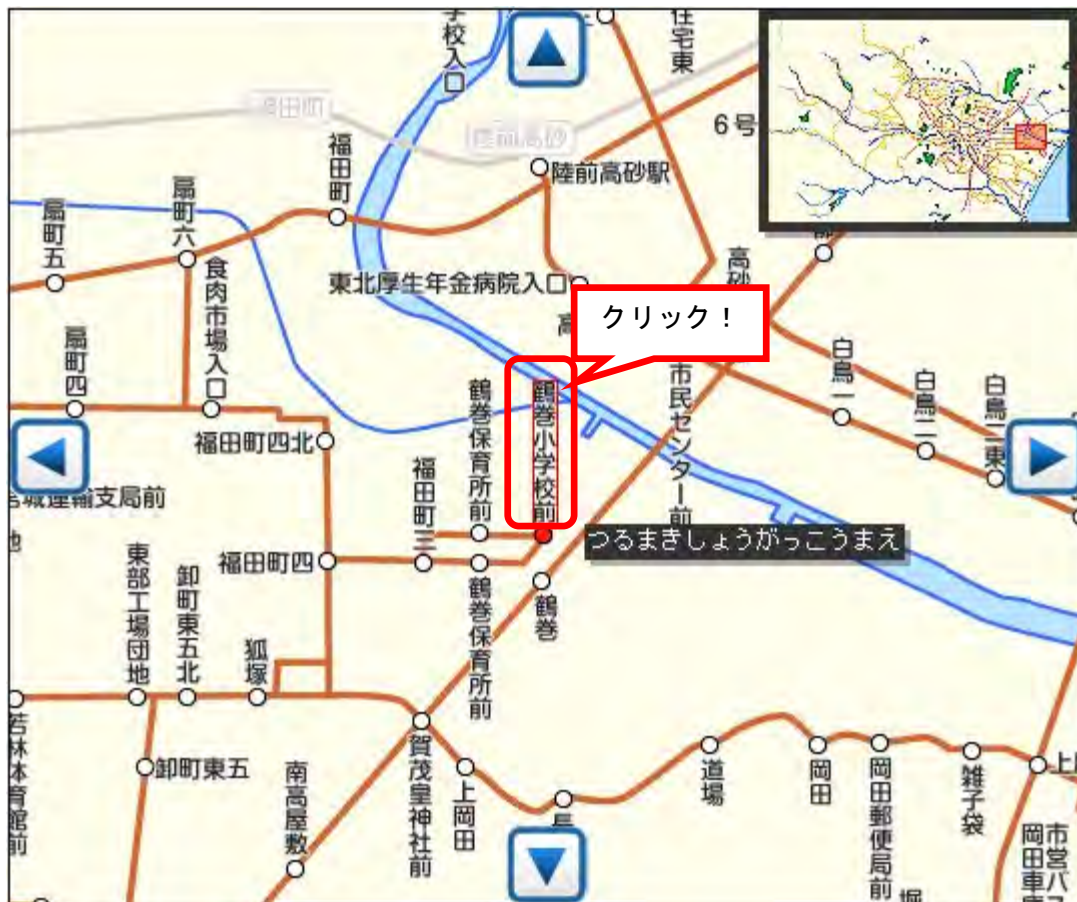 学校入口
住宅東
福田町
陸前高砂
6号
福田町
陸前高砂駅
扇町五
扇町六
食肉市場入口
東北厚生年金病院入口
高砂
クリック！
扇町四
白鳥一
白鳥二
白鳥二東
鶴巻保育所前
鶴巻小学校前
市民センター前
福田町四北
福田町三
宮城運輸支局前
つるまきしょうがっこうまえ
福田町四
東部工場団地
卸町東五北
狐塚
鶴巻保育所前
鶴巻
若林体育館前
卸町東五
南高屋敷
賀茂皇神社前
上岡田
道場
岡田
岡田郵便局前
雑子袋
上岡
市営バス
岡田車庫
堀